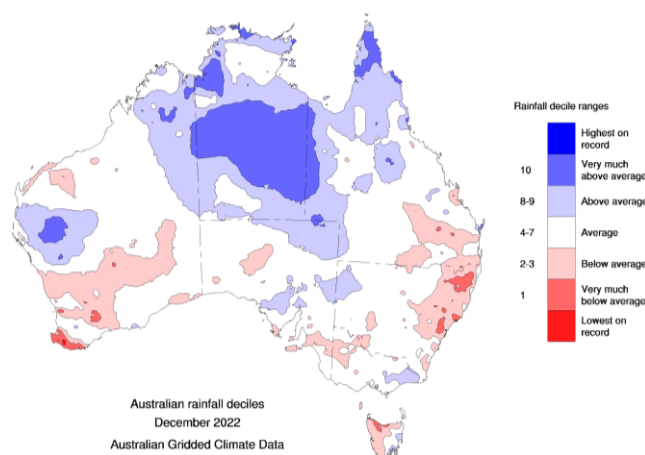 Rainfall decile ranges
Highest on
record
10
Very much
above average
8-9
Above average
4-7
Average
2-3
Below average
1
Very much
below average
Lowest on
record
Australian rainfall deciles
December 2022
Australian Gridded Climate Data